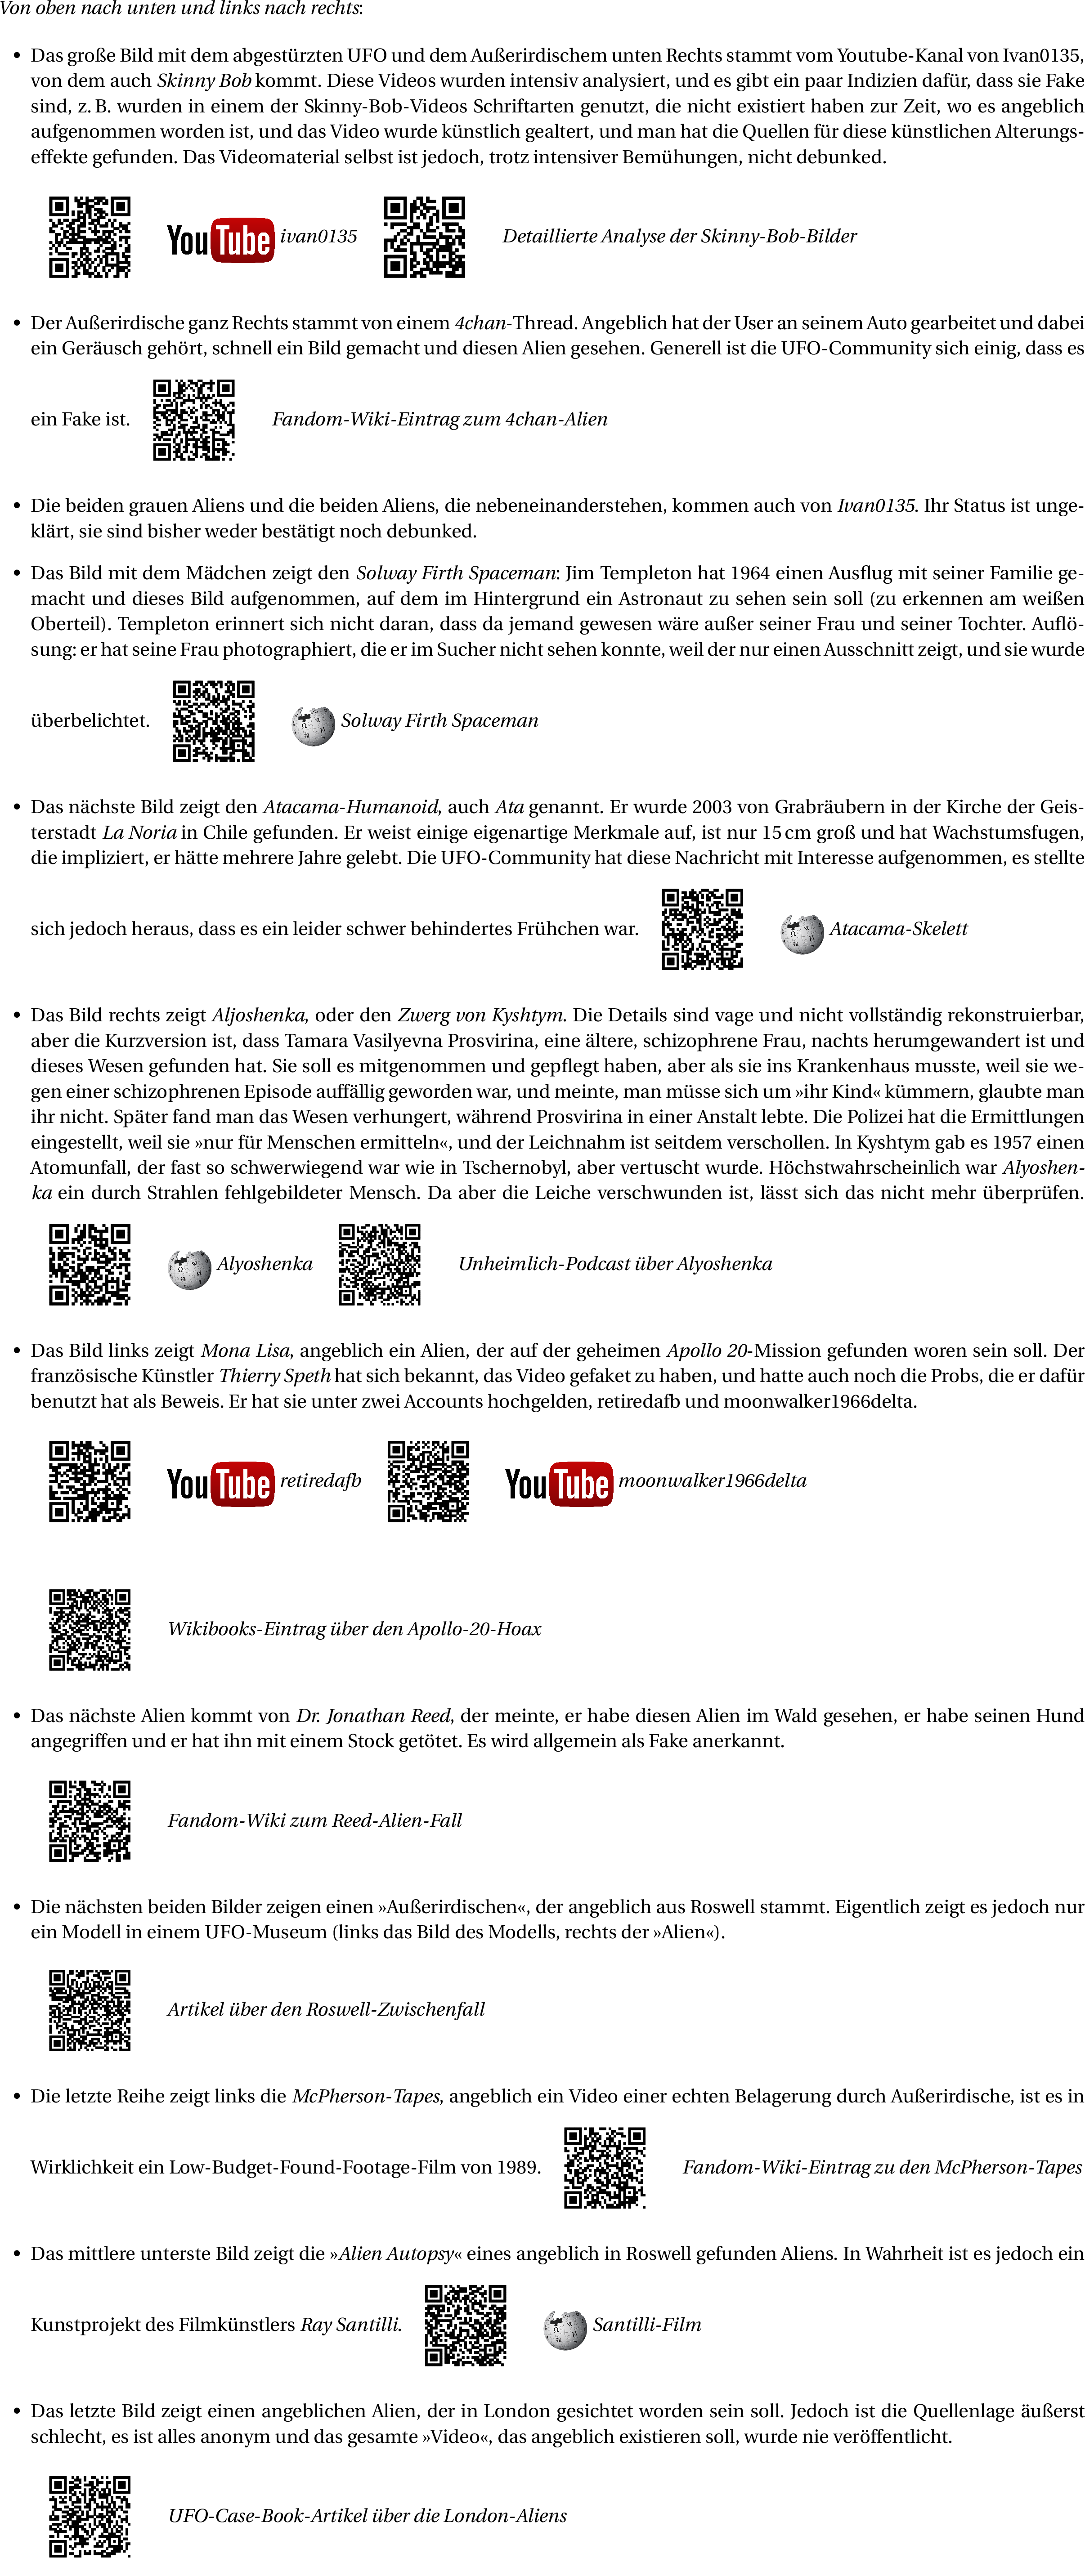 Von oben nach unten und links nach rechts:
• Das große Bild mit dem abgestürzten UFO und dem Außerirdischem unten Rechts stammt vom Youtube-Kanal von Ivan0135,
von dem auch Skinny Bob kommt. Diese Videos wurden intensiv analysiert, und es gibt ein paar Indizien dafür, dass sie Fake
sind, z. B. wurden in einem der Skinny-Bob-Videos Schriftarten genutzt, die nicht existiert haben zur Zeit, wo es angeblich
aufgenommen worden ist, und das Video wurde künstlich gealtert, und man hat die Quellen für diese künstlichen Alterungs-
effekte gefunden. Das Videomaterial selbst ist jedoch, trotz intensiver Bemühungen, nicht debunked.
YouTube ivan0135 Detaillierte Analyse der Skinny-Bob-Bilder
• Der Außerirdische ganz Rechts stammt von einem 4chan-Thread. Angeblich hat der User an seinem Auto gearbeitet und dabei
ein Geräusch gehört, schnell ein Bild gemacht und diesen Alien gesehen. Generell ist die UFO-Community sich einig, dass es
ein Fake ist. Fandom-Wiki-Eintrag zum 4chan-Alien
• Die beiden grauen Aliens und die beiden Aliens, die nebeneinanderstehen, kommen auch von Ivan0135. Ihr Status ist unge-
klärt, sie sind bisher weder bestätigt noch debunked.
• Das Bild mit dem Mädchen zeigt den Solway Firth Spaceman: Jim Templeton hat 1964 einen Ausflug mit seiner Familie ge-
macht und dieses Bild aufgenommen, auf dem im Hintergrund ein Astronaut zu sehen sein soll (zu erkennen am weißen
Oberteil). Templeton erinnert sich nicht daran, dass da jemand gewesen wäre außer seiner Frau und seiner Tochter. Auflö-
sung: er hat seine Frau photographiert, die er im Sucher nicht sehen konnte, weil der nur einen Ausschnitt zeigt, und sie wurde
überbelichtet. Solway Firth Spaceman
• Das nächste Bild zeigt den Atacama-Humanoid, auch Ata genannt. Er wurde 2003 von Grabräubern in der Kirche der Geis-
terstadt La Noria in Chile gefunden. Er weist einige eigenartige Merkmale auf, ist nur 15 cm groß und hat Wachstumsfugen,
die impliziert, er hätte mehrere Jahre gelebt. Die UFO-Community hat diese Nachricht mit Interesse aufgenommen, es stellte
sich jedoch heraus, dass es ein leider schwer behindertes Frühchen war. Atacama-Skelett
• Das Bild rechts zeigt Aljoshenka, oder den Zwerg von Kyshtym. Die Details sind vage und nicht vollständig rekonstruierbar,
aber die Kurzversion ist, dass Tamara Vasilyevna Prosvirina, eine ältere, schizophrene Frau, nachts herumgewandert ist und
dieses Wesen gefunden hat. Sie soll es mitgenommen und gepflegt haben, aber als sie ins Krankenhaus musste, weil sie we-
gen einer schizophrenen Episode auffällig geworden war, und meinte, man müsse sich um »ihr Kind« kümmern, glaubte man
ihr nicht. Später fand man das Wesen verhungert, während Prosvirina in einer Anstalt lebte. Die Polizei hat die Ermittlungen
eingestellt, weil sie »nur für Menschen ermitteln«, und der Leichnahm ist seitdem verschollen. In Kyshtym gab es 1957 einen
Atomunfall, der fast so schwerwiegend war wie in Tschernobyl, aber vertuscht wurde. Höchstwahrscheinlich war Alyoshen-
ka ein durch Strahlen fehlgebildeter Mensch. Da aber die Leiche verschwunden ist, lässt sich das nicht mehr überprüfen.
Alyoshenka Unheimlich-Podcast über Alyoshenka
• Das Bild links zeigt Mona Lisa, angeblich ein Alien, der auf der geheimen Apollo 20-Mission gefunden woren sein soll. Der
französische Künstler Thierry Speth hat sich bekannt, das Video gefaket zu haben, und hatte auch noch die Probs, die er dafür
benutzt hat als Beweis. Er hat sie unter zwei Accounts hochgelden, retiredafb und moonwalker1966delta.
YouTube retiredafb YouTube moonwalker1966delta
Wikibooks-Eintrag über den Apollo-20-Hoax
• Das nächste Alien kommt von Dr. Jonathan Reed, der meinte, er habe diesen Alien im Wald gesehen, er habe seinen Hund
angegriffen und er hat ihn mit einem Stock getötet. Es wird allgemein als Fake anerkannt.
Fandom-Wiki zum Reed-Alien-Fall
• Die nächsten beiden Bilder zeigen einen »Außerirdischen«, der angeblich aus Roswell stammt. Eigentlich zeigt es jedoch nur
ein Modell in einem UFO-Museum (links das Bild des Modells, rechts der »Alien«).
Artikel über den Roswell-Zwischenfall
• Die letzte Reihe zeigt links die McPherson-Tapes, angeblich ein Video einer echten Belagerung durch Außerirdische, ist es in
Wirklichkeit ein Low-Budget-Found-Footage-Film von 1989. Fandom-Wiki-Eintrag zu den McPherson-Tapes
• Das mittlere unterste Bild zeigt die »Alien Autopsy« eines angeblich in Roswell gefunden Aliens. In Wahrheit ist es jedoch ein
Kunstprojekt des Filmkünstlers Ray Santilli. Santilli-Film
• Das letzte Bild zeigt einen angeblichen Alien, der in London gesichtet worden sein soll. Jedoch ist die Quellenlage äußerst
schlecht, es ist alles anonym und das gesamte »Video«, das angeblich existieren soll, wurde nie veröffentlicht.
UFO-Case-Book-Artikel über die London-Aliens